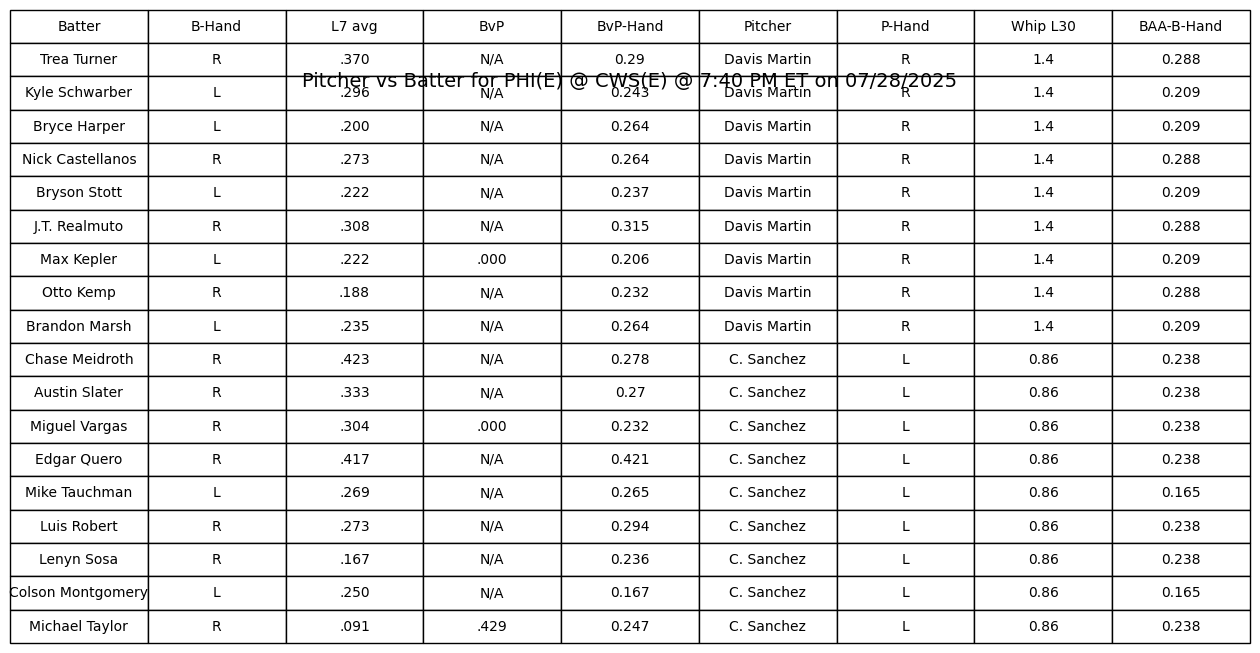 Batter B-Hand L7 avg BvP BvP-Hand Pitcher P-Hand Whip L30 BAA-B-Hand
Trea Turner R .370 N/A 0.29 Davis Martin R 1.4 0.288
Pitcher vs Batter for PHI(E) @ CWS(E) @ 7:40 PM ET on 07/28/2025
Kyle Schwarber L .296 N/A 0.243 Davis Martin R 1.4 0.209
Bryce Harper L .200 N/A 0.264 Davis Martin R 1.4 0.209
Nick Castellanos R .273 N/A 0.264 Davis Martin R 1.4 0.288
Bryson Stott L .222 N/A 0.237 Davis Martin R 1.4 0.209
J.T. Realmuto R .308 N/A 0.315 Davis Martin R 1.4 0.288
Max Kepler L .222 .000 0.206 Davis Martin R 1.4 0.209
Otto Kemp R .188 N/A 0.232 Davis Martin R 1.4 0.288
Brandon Marsh L .235 N/A 0.264 Davis Martin R 1.4 0.209
Chase Meidroth R .423 N/A 0.278 C. Sanchez L 0.86 0.238
Austin Slater R .333 N/A 0.27 C. Sanchez L 0.86 0.238
Miguel Vargas R .304 .000 0.232 C. Sanchez L 0.86 0.238
Edgar Quero R .417 N/A 0.421 C. Sanchez L 0.86 0.238
Mike Tauchman L .269 N/A 0.265 C. Sanchez L 0.86 0.165
Luis Robert R .273 N/A 0.294 C. Sanchez L 0.86 0.238
Lenyn Sosa R .167 N/A 0.236 C. Sanchez L 0.86 0.238
Colson Montgomery L .250 N/A 0.167 C. Sanchez L 0.86 0.165
Michael Taylor R .091 .429 0.247 C. Sanchez L 0.86 0.238